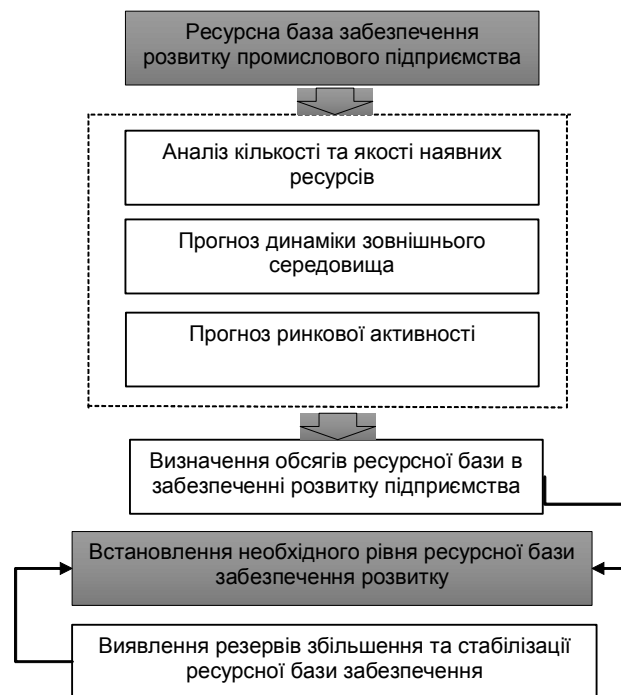 Ресурсна база забезпечення
розвитку промислового підприємства
Аналіз кількості та якості наявних
ресурсів
Прогноз динаміки зовнішнього
середовища
Прогноз ринкової активності
Визначення обсягів ресурсної бази в
забезпеченні розвитку підприємства
Встановлення необхідного рівня ресурсної бази
забезпечення розвитку
Виявлення резервів збільшення та стабілізації
ресурсної бази забезпечення